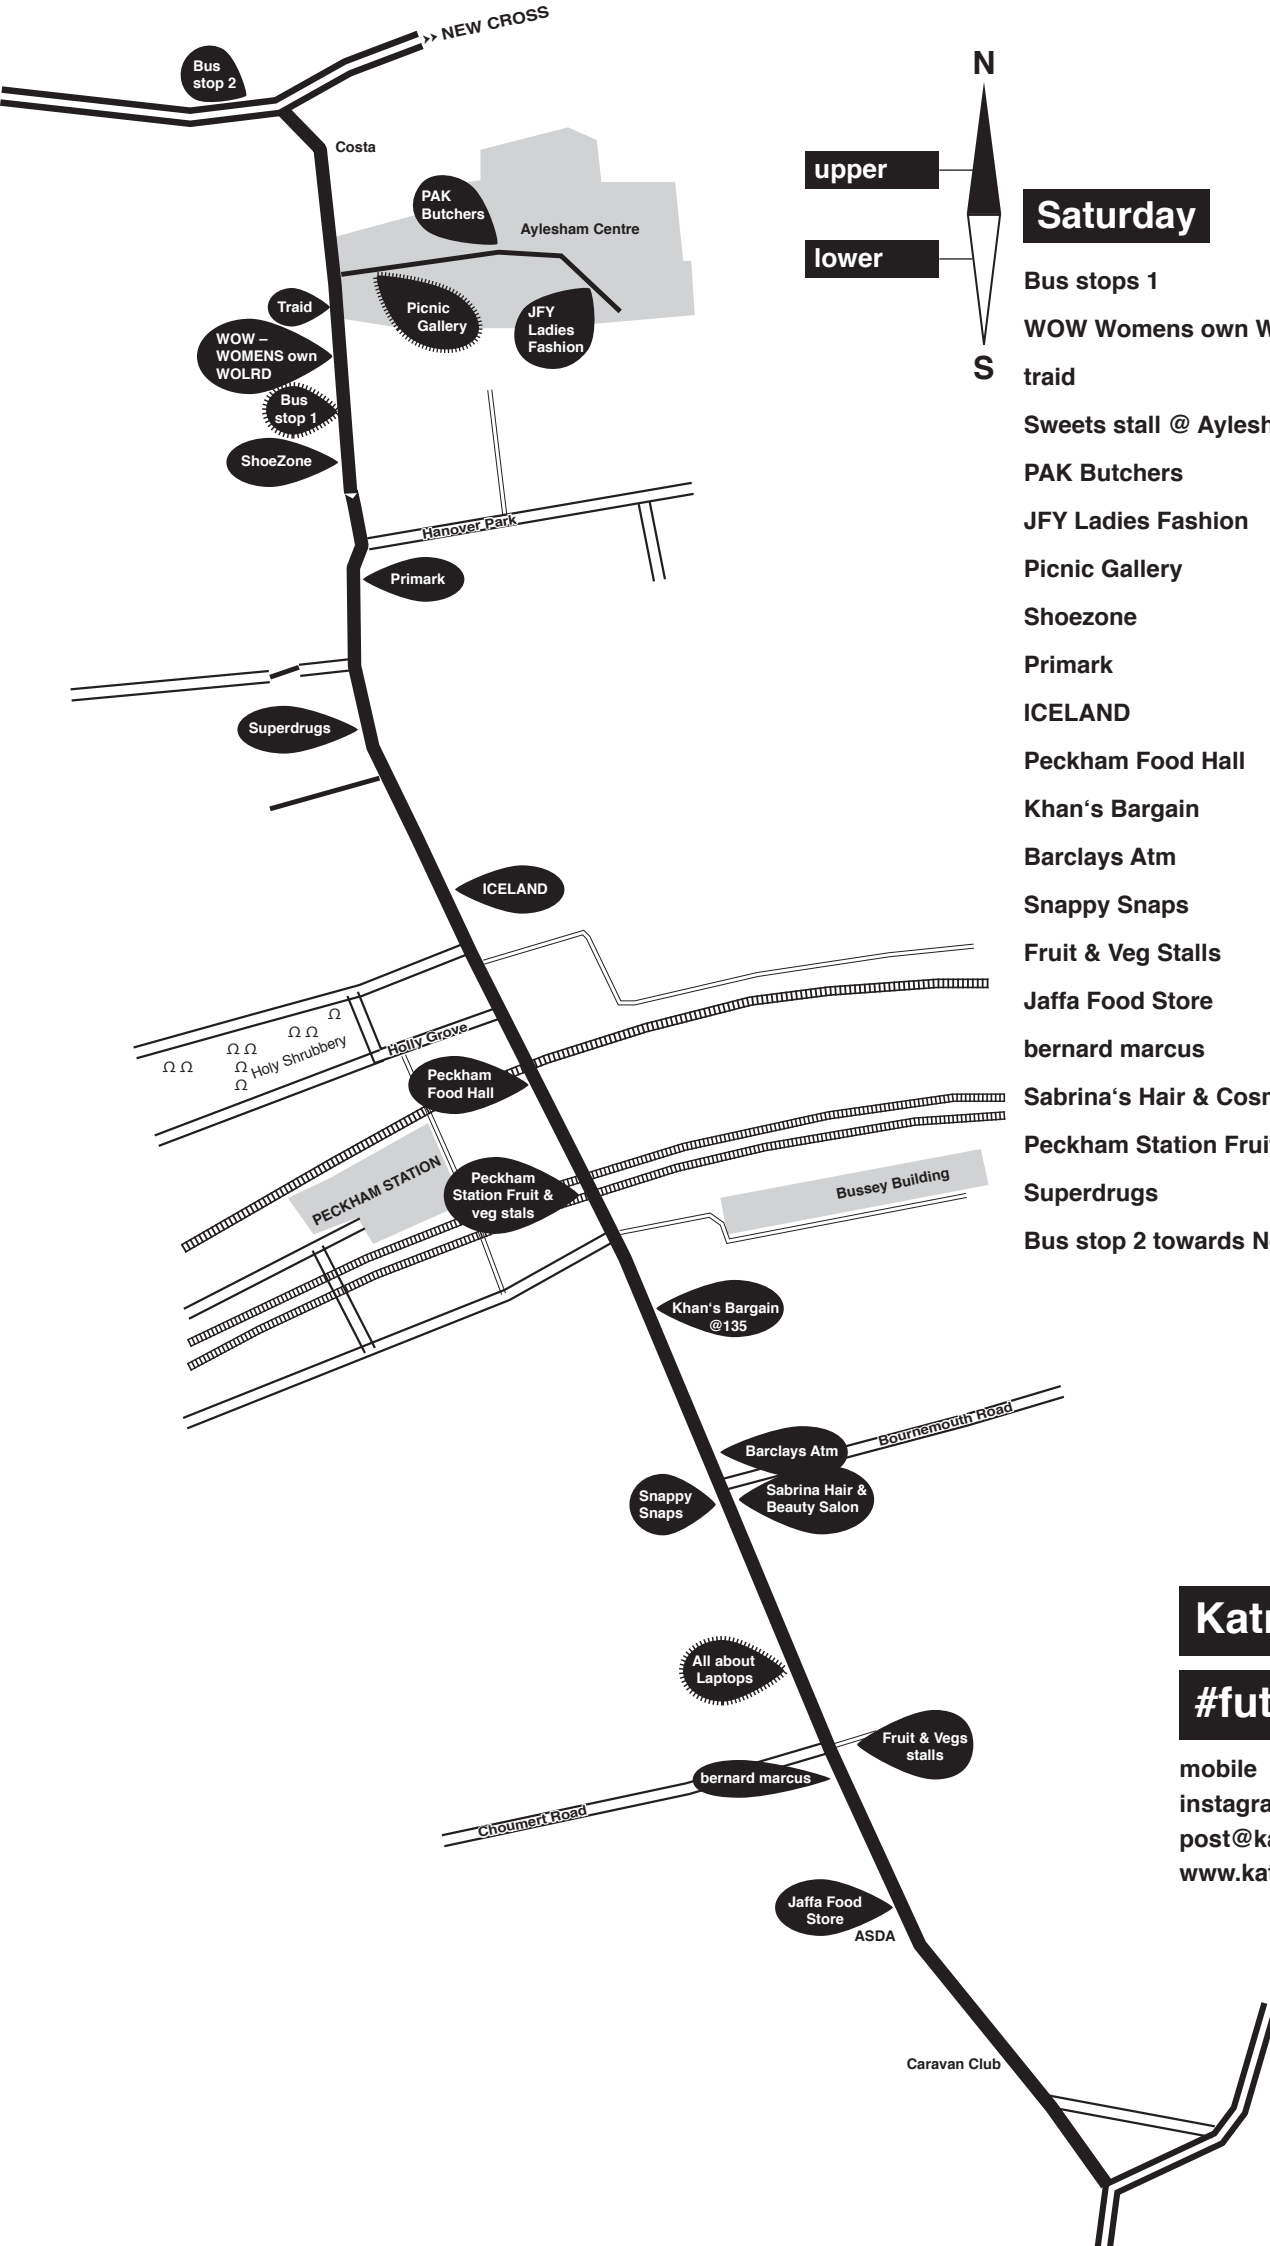 NEW CROSS
Bus
stop 2
Costa
PAK
Butchers
Aylesham Centre
Traid
Picnic
Gallery
JFY
Ladies
Fashion
WOW –
WOMENS own
WOLRD
Bus
stop 1
ShoeZone
Hanover Park
Primark
Superdrugs
ICELAND
Holly Grove
Holy Shrubbery
Peckham
Food Hall
PECKHAM STATION
Peckham
Station Fruit &
veg stals
Bussey Building
Khan‘s Bargain
@135
Bournemouth Road
Barclays Atm
Snappy
Snaps
Sabrina Hair &
Beauty Salon
All about
Laptops
Fruit & Vegs
stalls
bernard marcus
Choumert Road
Jaffa Food
Store
ASDA
Caravan Club
N
upper
lower
S
Saturday
Bus stops 1
WOW Womens own W
traid
Sweets stall @ Aylesh
PAK Butchers
JFY Ladies Fashion
Picnic Gallery
Shoezone
Primark
ICELAND
Peckham Food Hall
Khan‘s Bargain
Barclays Atm
Snappy Snaps
Fruit & Veg Stalls
Jaffa Food Store
bernard marcus
Sabrina‘s Hair & Cosm
Peckham Station Frui
Superdrugs
Bus stop 2 towards N
Kat
#fut
mobile
instagra
post@ka
www.kat